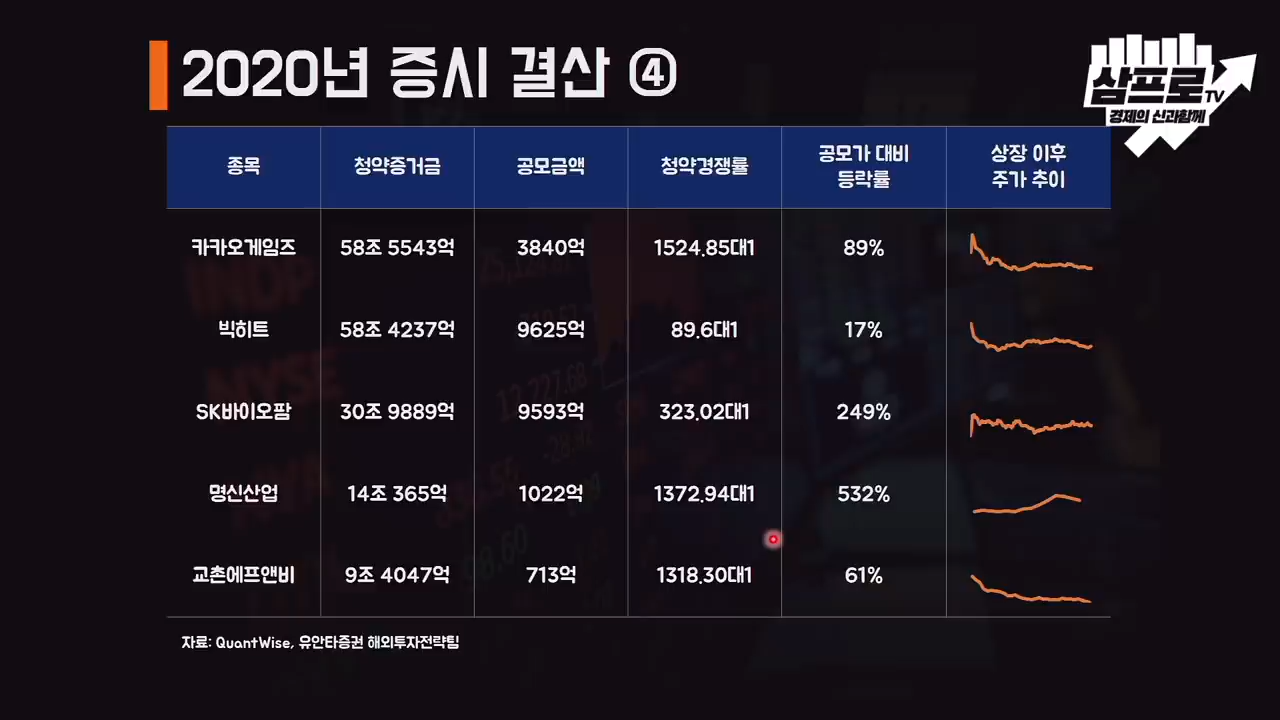 2020년 증시 결산 ④
삼프로TV
경제의 신과함께
종목 청약증거금 공모금액 청약경쟁률 공모가 대비 등락률 상장 이후 주가 추이
카카오게임즈 58조 5543억 3840억 1524.85대1 89%
빅히트 58조 4237억 9625억 89.6대1 17%
SK바이오팜 30조 9889억 9593억 323.02대1 249%
명신산업 14조 365억 1022억 1372.94대1 532%
교촌에프앤비 9조 4047억 713억 1318.30대1 61%
자료: QuantWise, 유안타증권 해외투자전략팀